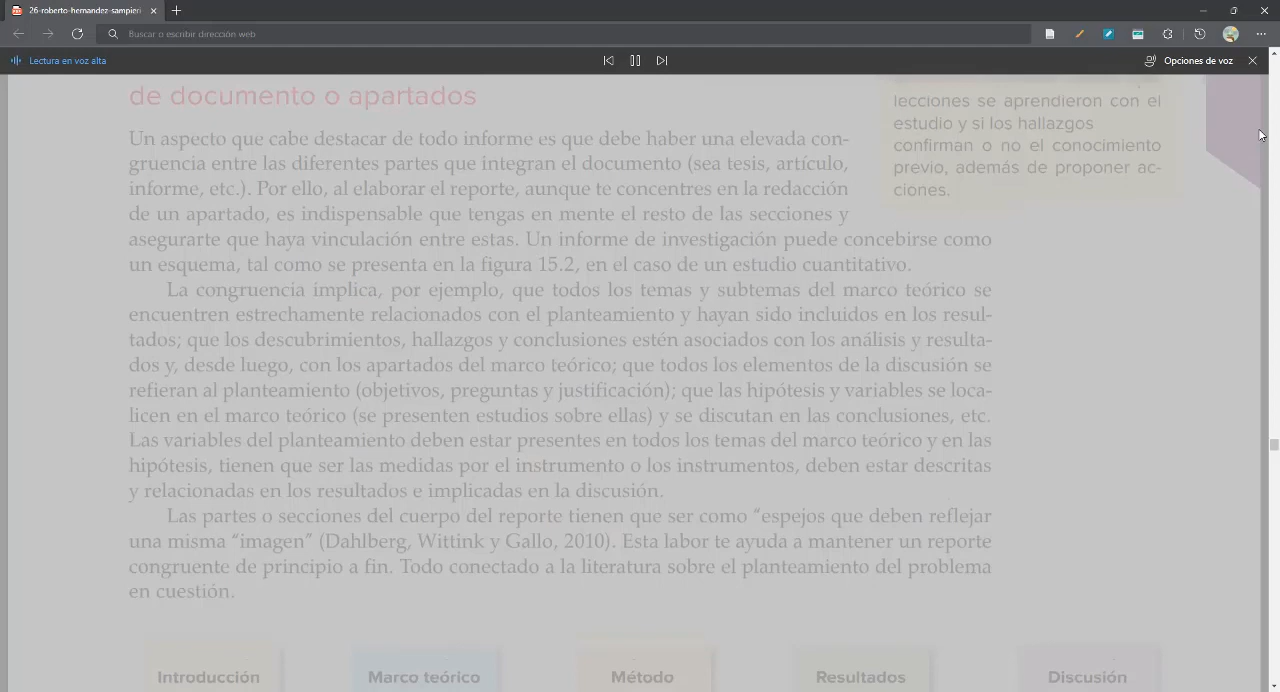 26-roberto-hernandez-sampieri
Buscar o escribir dirección web
Lectura en voz alta
Opciones de voz
de documento o apartados
Un aspecto que cabe destacar de todo informe es que debe haber una elevada con-
gruencia entre las diferentes partes que integran el documento (sea tesis, artículo,
informe, etc.). Por ello, al elaborar el reporte, aunque te concentres en la redacción
de un apartado, es indispensable que tengas en mente el resto de las secciones y
asegurarte que haya vinculación entre estas. Un informe de investigación puede concebirse como
un esquema, tal como se presenta en la figura 15.2, en el caso de un estudio cuantitativo.
La congruencia implica, por ejemplo, que todos los temas y subtemas del marco teórico se
encuentren estrechamente relacionados con el planteamiento y hayan sido incluidos en los resul-
tados; que los descubrimientos, hallazgos y conclusiones estén asociados con los análisis y resulta-
dos y, desde luego, con los apartados del marco teórico; que todos los elementos de la discusión se
refieran al planteamiento (objetivos, preguntas y justificación); que las hipótesis y variables se loca-
licen en el marco teórico (se presenten estudios sobre ellas) y se discutan en las conclusiones, etc.
Las variables del planteamiento deben estar presentes en todos los temas del marco teórico y en las
hipótesis, tienen que ser las medidas por el instrumento o los instrumentos, deben estar descritas
y relacionadas en los resultados e implicadas en la discusión.
Las partes o secciones del cuerpo del reporte tienen que ser como “espejos que deben reflejar
una misma “imagen” (Dahlberg, Wittink y Gallo, 2010). Esta labor te ayuda a mantener un reporte
congruente de principio a fin. Todo conectado a la literatura sobre el planteamiento del problema
en cuestión.
lecciones se aprendieron con el
estudio y si los hallazgos
confirman o no el conocimiento
previo, además de proponer ac-
ciones.
Introducción
Marco teórico
Método
Resultados
Discusión